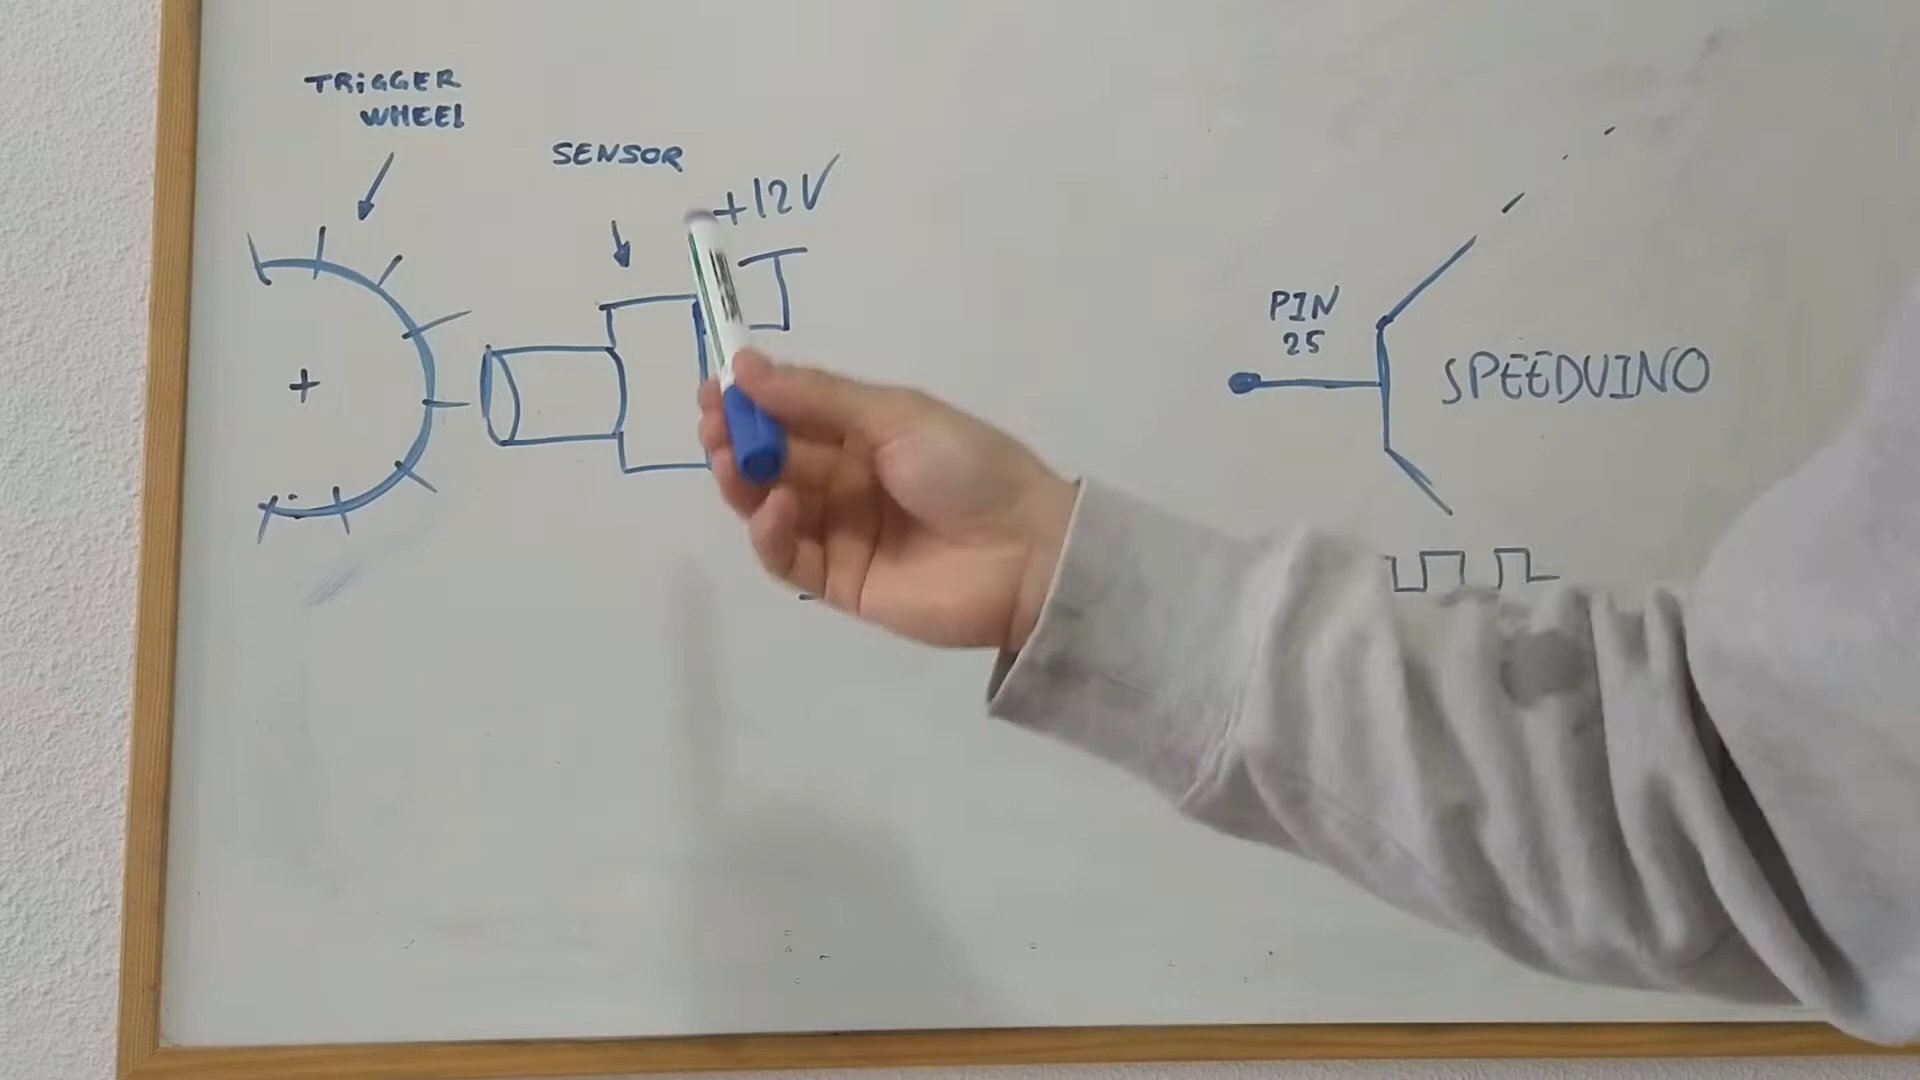 TRiGGER
WHEEL
SENSOR
+12V
+
PIN
25
SPEEDUINO